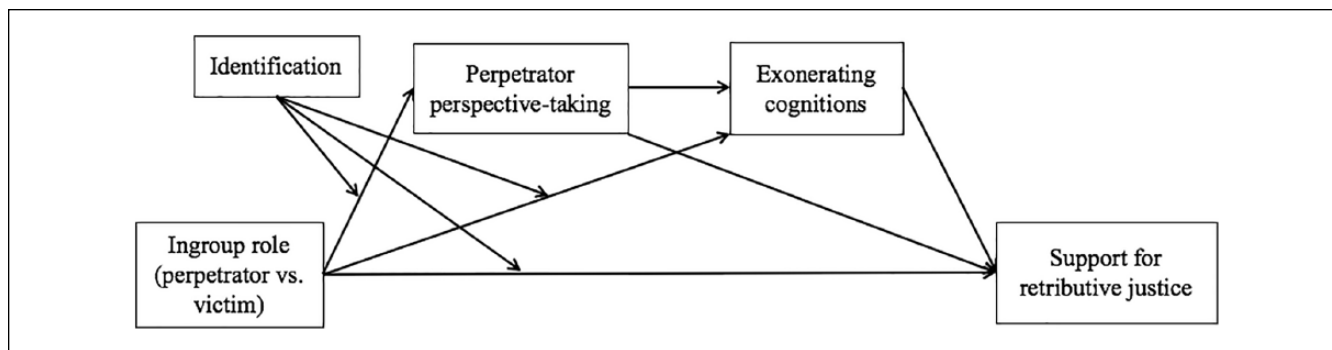 Identification
Perpetrator
perspective-taking
Exonerating
cognitions
Ingroup role
(perpetrator vs.
victim)
Support for
retributive justice